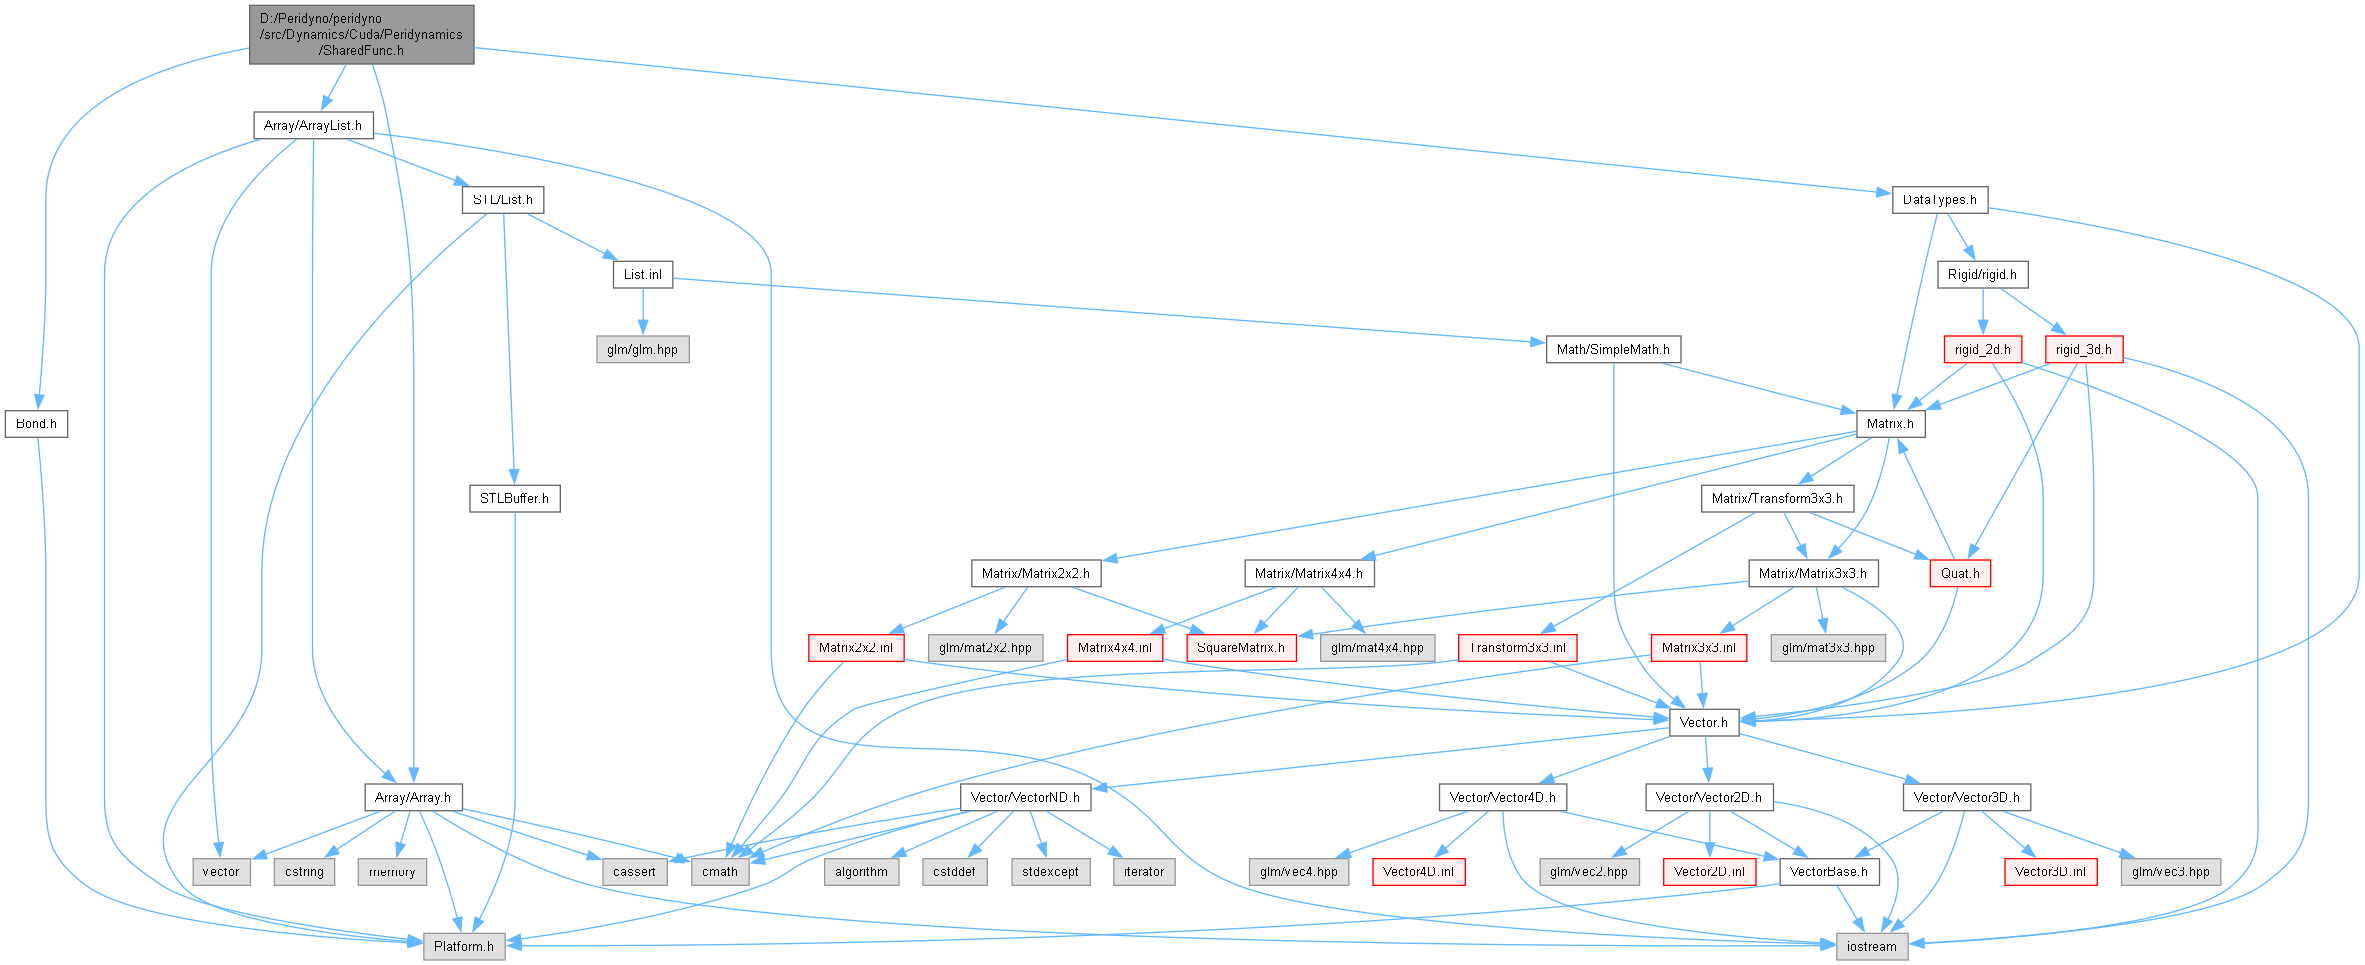 D:/Peridyno/peridyno
/src/Dynamics/Cuda/Peridynamics
/SharedFunc.h
Array/ArrayList.h
STL/List.h
DataTypes.h
List.inl
Rigid/rigid.h
glm/glm.hpp
Math/SimpleMath.h
rigid_2d.h
rigid_3d.h
Bond.h
Matrix.h
STLBuffer.h
Matrix/Transform3x3.h
Matrix/Matrix2x2.h
Matrix/Matrix4x4.h
Matrix/Matrix3x3.h
Quat.h
Matrix2x2.inl
glm/mat2x2.hpp
Matrix4x4.inl
SquareMatrix.h
glm/mat4x4.hpp
Transform3x3.inl
Matrix3x3.inl
glm/mat3x3.hpp
Vector.h
Array/Array.h
Vector/VectorND.h
Vector/Vector4D.h
Vector/Vector2D.h
Vector/Vector3D.h
vector
cstring
memory
cassert
cmath
algorithm
cstddef
stdexcept
iterator
glm/vec4.hpp
Vector4D.inl
glm/vec2.hpp
Vector2D.inl
VectorBase.h
Vector3D.inl
glm/vec3.hpp
Platform.h
iostream